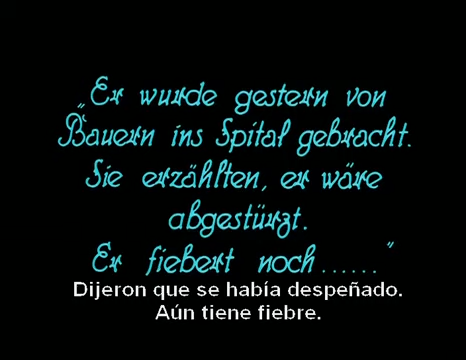 „Er wurde gestern von
Bauern ins Spital gebracht.
Sie erzählten, er wäre
abgestürzt.
Er fiebert noch......"
Dijeron que se había despeñado.
Aún tiene fiebre.